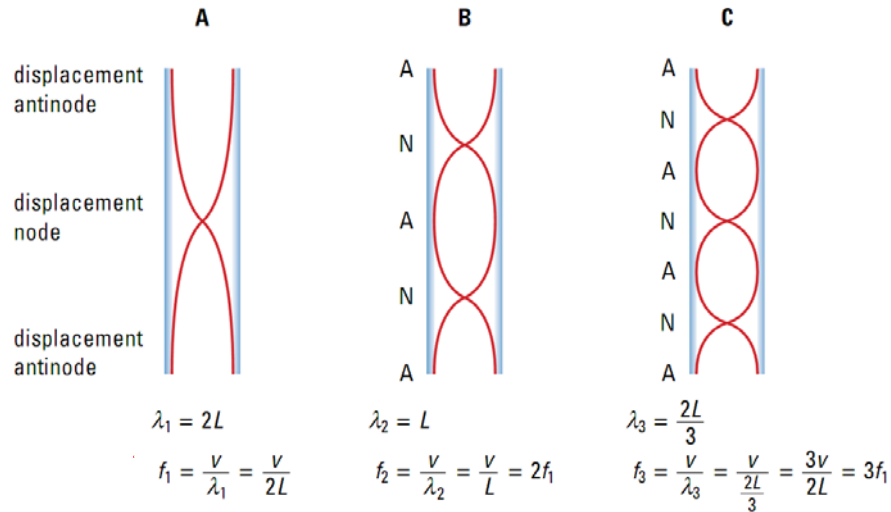 A
displacement
antinode
displacement
node
displacement
antinode
λ₁ = 2L
f₁ = v/λ₁ = v/2L
B
A
N
A
N
A
λ₂ = L
f₂ = v/λ₂ = v/L = 2f₁
C
A
N
A
N
A
N
A
λ₃ = 2L/3
f₃ = v/λ₃ = v/(2L/3) = 3v/2L = 3f₁